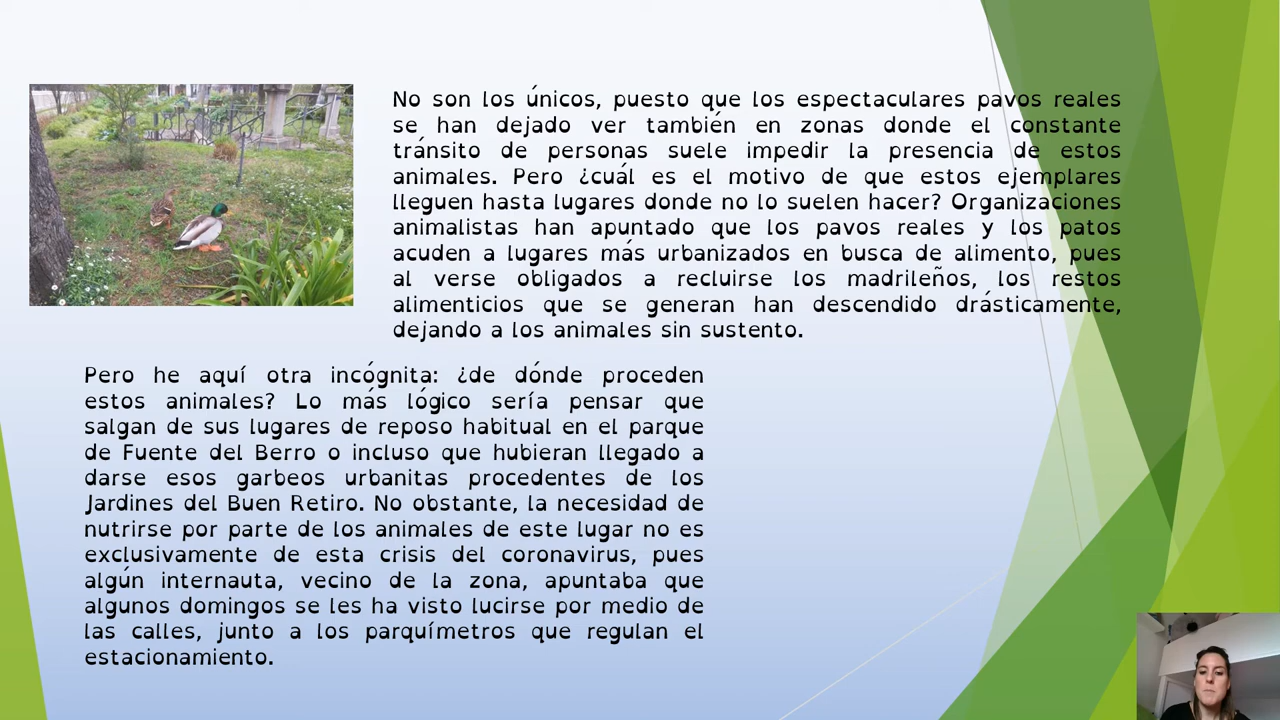 No son los únicos, puesto que los espectaculares pavos reales
se han dejado ver también en zonas donde el constante
tránsito de personas suele impedir la presencia de estos
animales. Pero ¿cuál es el motivo de que estos ejemplares
lleguen hasta lugares donde no lo suelen hacer? Organizaciones
animalistas han apuntado que los pavos reales y los patos
acuden a lugares más urbanizados en busca de alimento, pues
al verse obligados a recluirse los madrileños, los restos
alimenticios que se generan han descendido drásticamente,
dejando a los animales sin sustento.
Pero he aquí otra incógnita: ¿de dónde proceden
estos animales? Lo más lógico sería pensar que
salgan de sus lugares de reposo habitual en el parque
de Fuente del Berro o incluso que hubieran llegado a
darse esos garbeos urbanitas procedentes de los
Jardines del Buen Retiro. No obstante, la necesidad de
nutrirse por parte de los animales de este lugar no es
exclusivamente de esta crisis del coronavirus, pues
algún internauta, vecino de la zona, apuntaba que
algunos domingos se les ha visto lucirse por medio de
las calles, junto a los parquímetros que regulan el
estacionamiento.